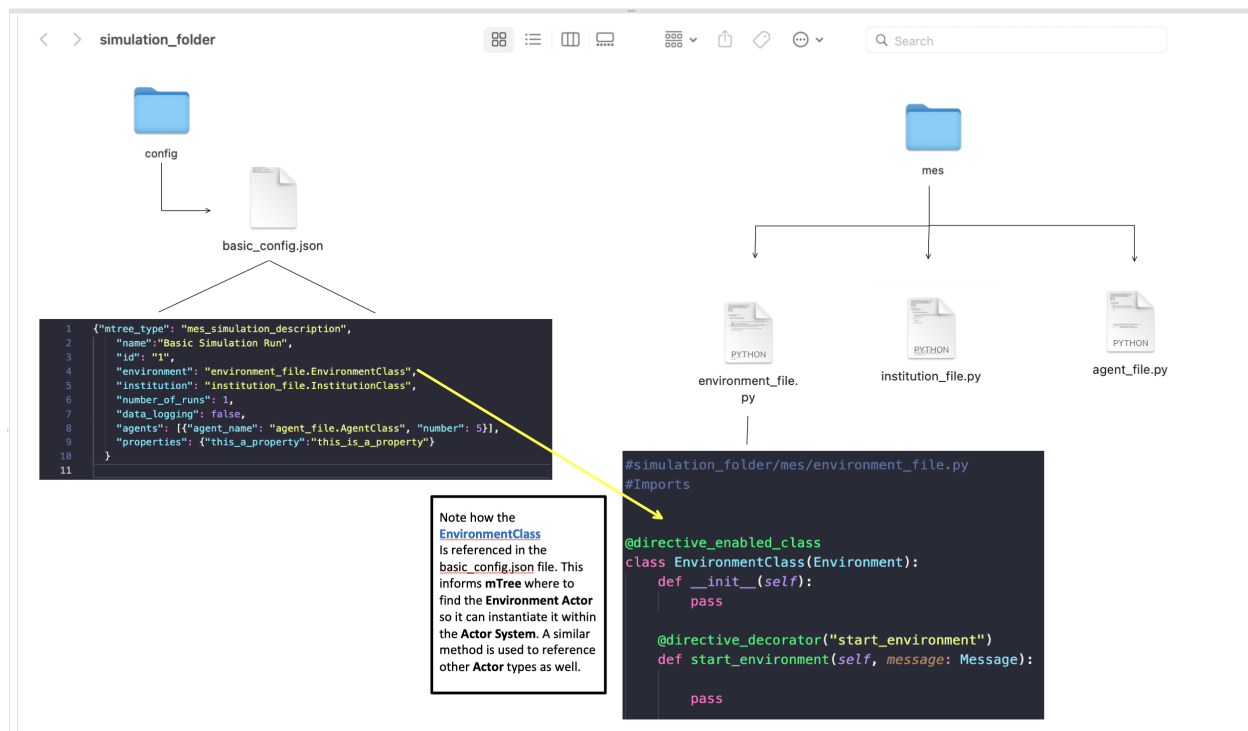 simulation_folder
Search
config
basic_config.json
1 {"mtree_type": "mes_simulation_description",
2 "name":"Basic Simulation Run",
3 "id": "1",
4 "environment": "environment_file.EnvironmentClass",
5 "institution": "institution_file.InstitutionClass",
6 "number_of_runs": 1,
7 "data_logging": false,
8 "agents": [{"agent_name": "agent_file.AgentClass", "number": 5}],
9 "properties": {"this_a_property":"this_is_a_property"}
10 }
11
mes
PYTHON
environment_file.
py
PYTHON
institution_file.py
PYTHON
agent_file.py
Note how the
EnvironmentClass
Is referenced in the
basic_config.json file. This
informs mTree where to
find the Environment Actor
so it can instantiate it within
the Actor System. A similar
method is used to reference
other Actor types as well.
#simulation_folder/mes/environment_file.py
#Imports
@directive_enabled_class
class EnvironmentClass(Environment):
def __init__(self):
pass
@directive_decorator("start_environment")
def start_environment(self, message: Message):
pass